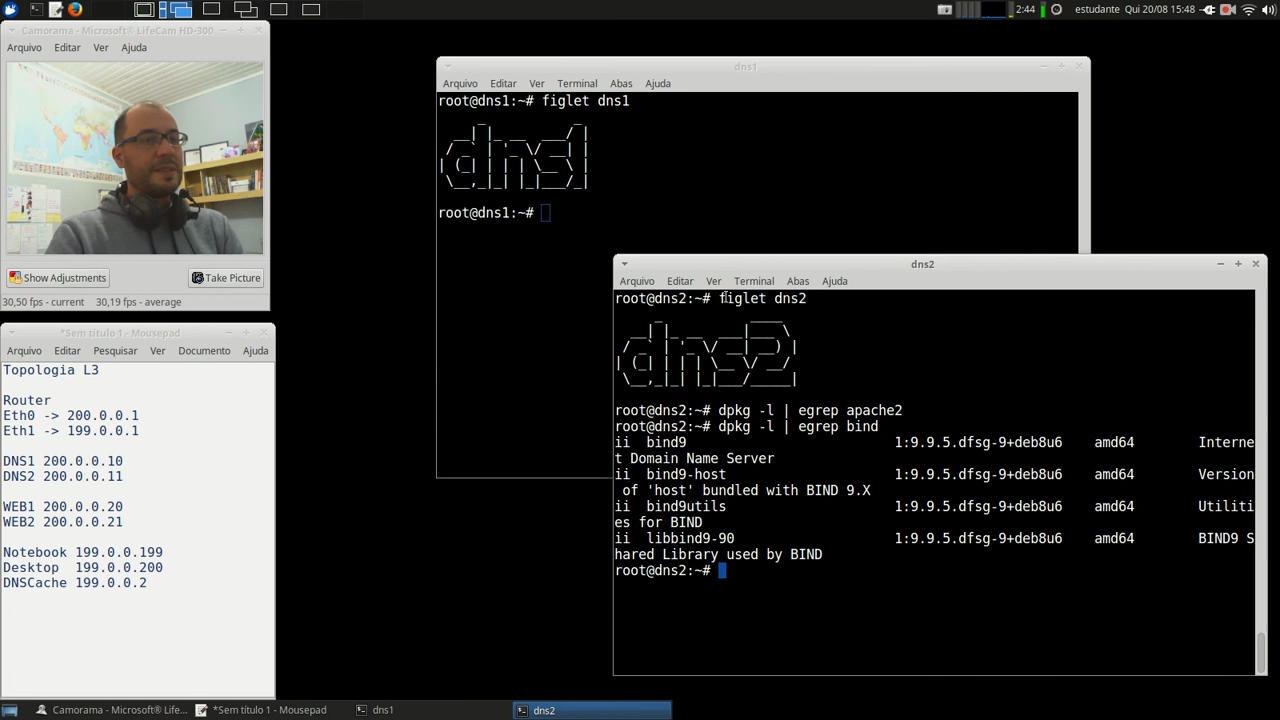 estudante Qui 20/08 15:48
2:44
Camorama - Microsoft® LifeCam HD-300
Arquivo Editar Ver Ajuda
Show Adjustments
Take Picture
30,50 fps - current 30,19 fps - average
*Sem título 1 - Mousepad
Arquivo Editar Pesquisar Ver Documento Ajuda
Topologia L3
Router
Eth0 -> 200.0.0.1
Eth1 -> 199.0.0.1
DNS1 200.0.0.10
DNS2 200.0.0.11
WEB1 200.0.0.20
WEB2 200.0.0.21
Notebook 199.0.0.199
Desktop 199.0.0.200
DNSCache 199.0.0.2
dns1
Arquivo Editar Ver Terminal Abas Ajuda
root@dns1:~# figlet dns1
dns1
root@dns1:~#
dns2
Arquivo Editar Ver Terminal Abas Ajuda
root@dns2:~# figlet dns2
dns2
root@dns2:~# dpkg -l | egrep apache2
root@dns2:~# dpkg -l | egrep bind
ii bind9 1:9.9.5.dfsg-9+deb8u6 amd64 Interne
t Domain Name Server
ii bind9-host 1:9.9.5.dfsg-9+deb8u6 amd64 Version
of 'host' bundled with BIND 9.X
ii bind9utils 1:9.9.5.dfsg-9+deb8u6 amd64 Utiliti
es for BIND
ii libbind9-90 1:9.9.5.dfsg-9+deb8u6 amd64 BIND9 S
hared Library used by BIND
root@dns2:~#
Camorama - Microsoft® LifeC...
*Sem título 1 - Mousepad
dns1
dns2